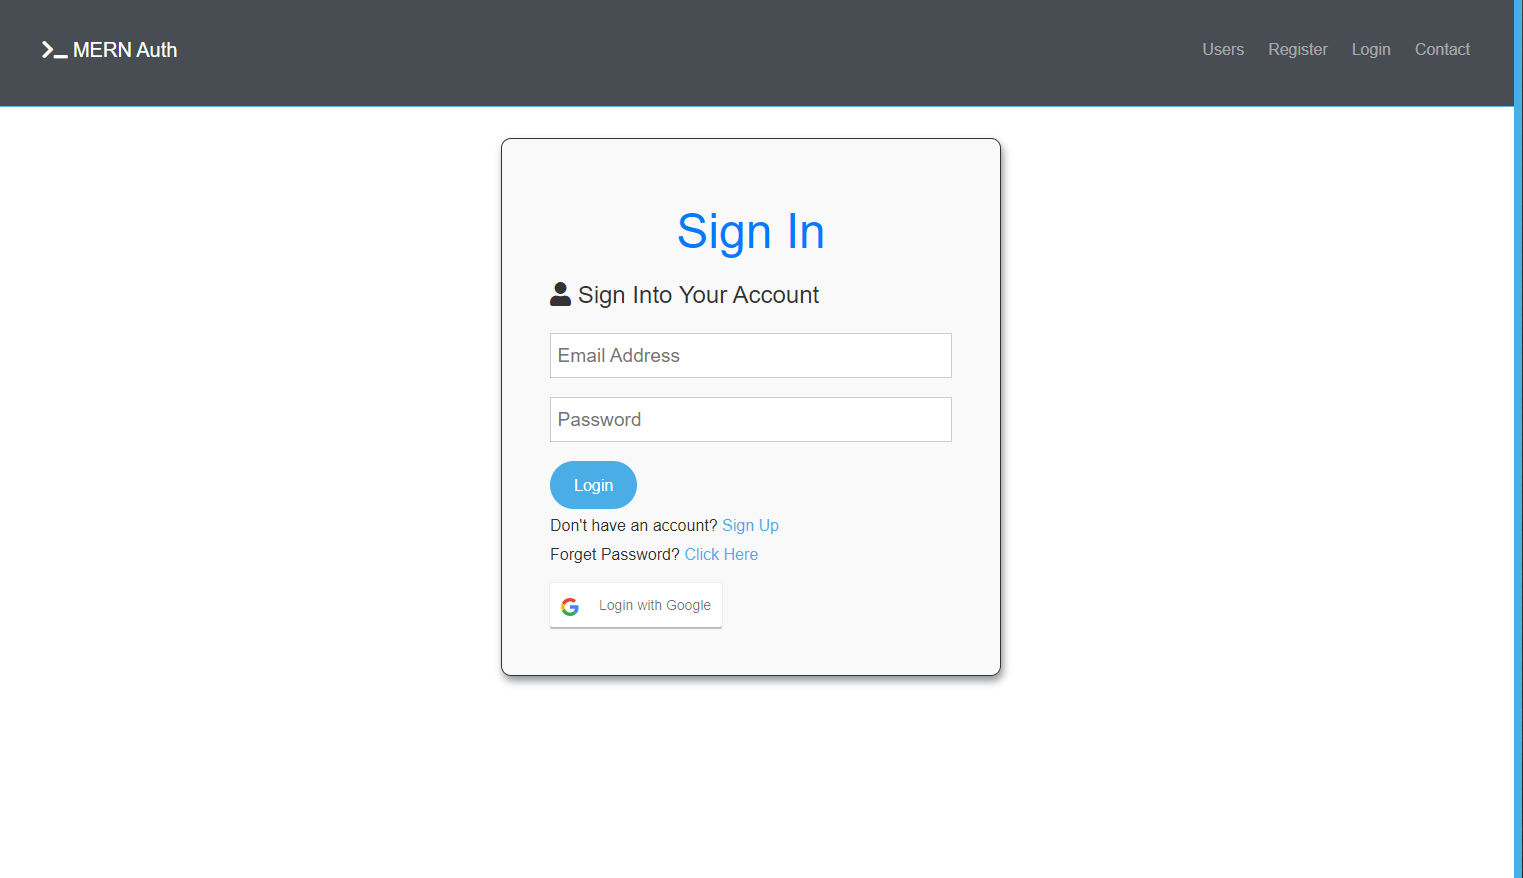 MERN Auth
Users Register Login Contact
Sign In
Sign Into Your Account
Email Address
Password
Login
Don't have an account? Sign Up
Forget Password? Click Here
Login with Google